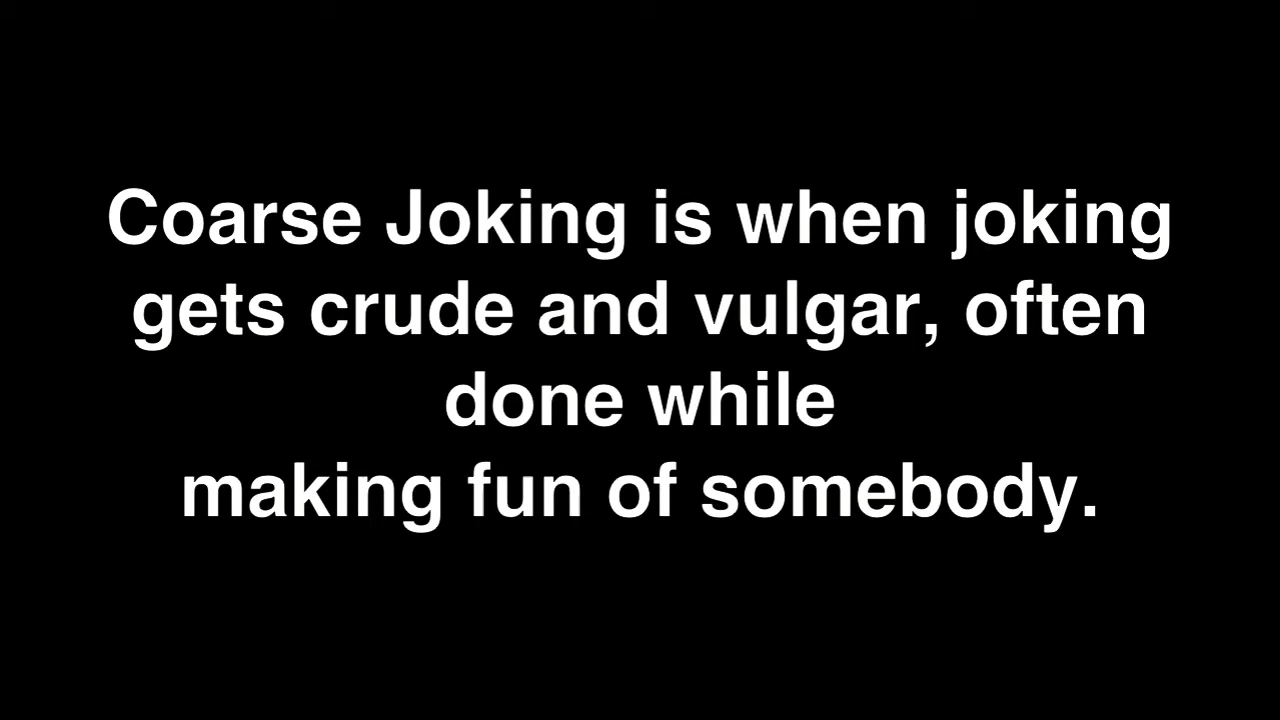 Coarse Joking is when joking
gets crude and vulgar, often
done while
making fun of somebody.